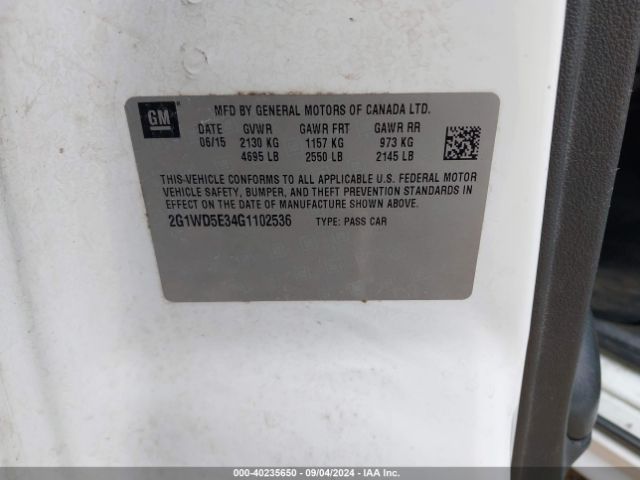 GM
MFD BY GENERAL MOTORS OF CANADA LTD.
DATE GVWR GAWR FRT GAWR RR
06/15 2130 KG 1157 KG 973 KG
4695 LB 2550 LB 2145 LB
THIS-VEHICLE CONFORMS TO ALL APPLICABLE U.S. FEDERAL MOTOR
VEHICLE SAFETY, BUMPER, AND THEFT PREVENTION STANDARDS IN
EFFECT ON THE DATE OF MANUFACTURE SHOWN ABOVE.
2G1WD5E34G1102536 TYPE: PASS CAR
000-40235650 - 09/04/2024 - IAA Inc.